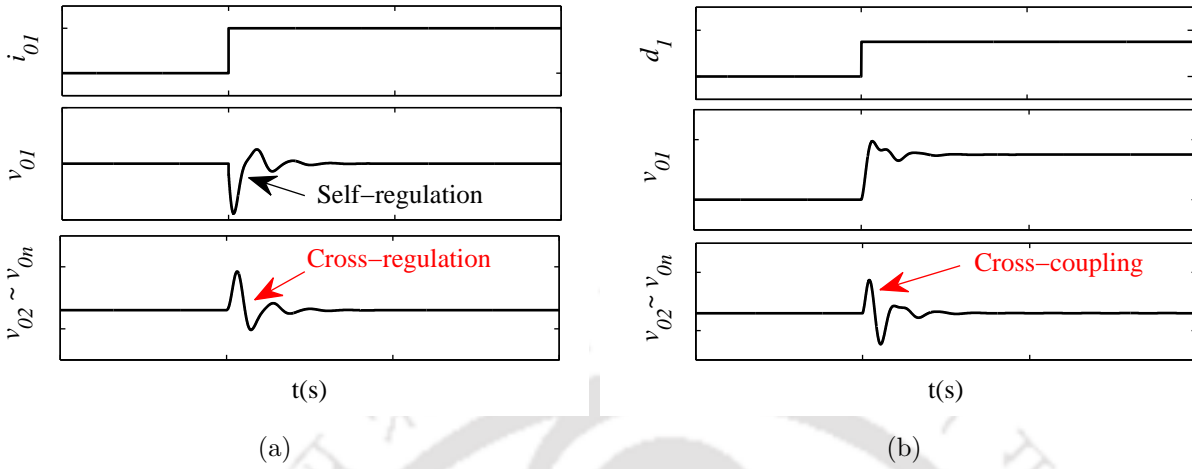 i01
v01
Self−regulation
v02 ~ v0n
Cross−regulation
t(s)
(a)
d1
v01
v02 ~ v0n
Cross−coupling
t(s)
(b)